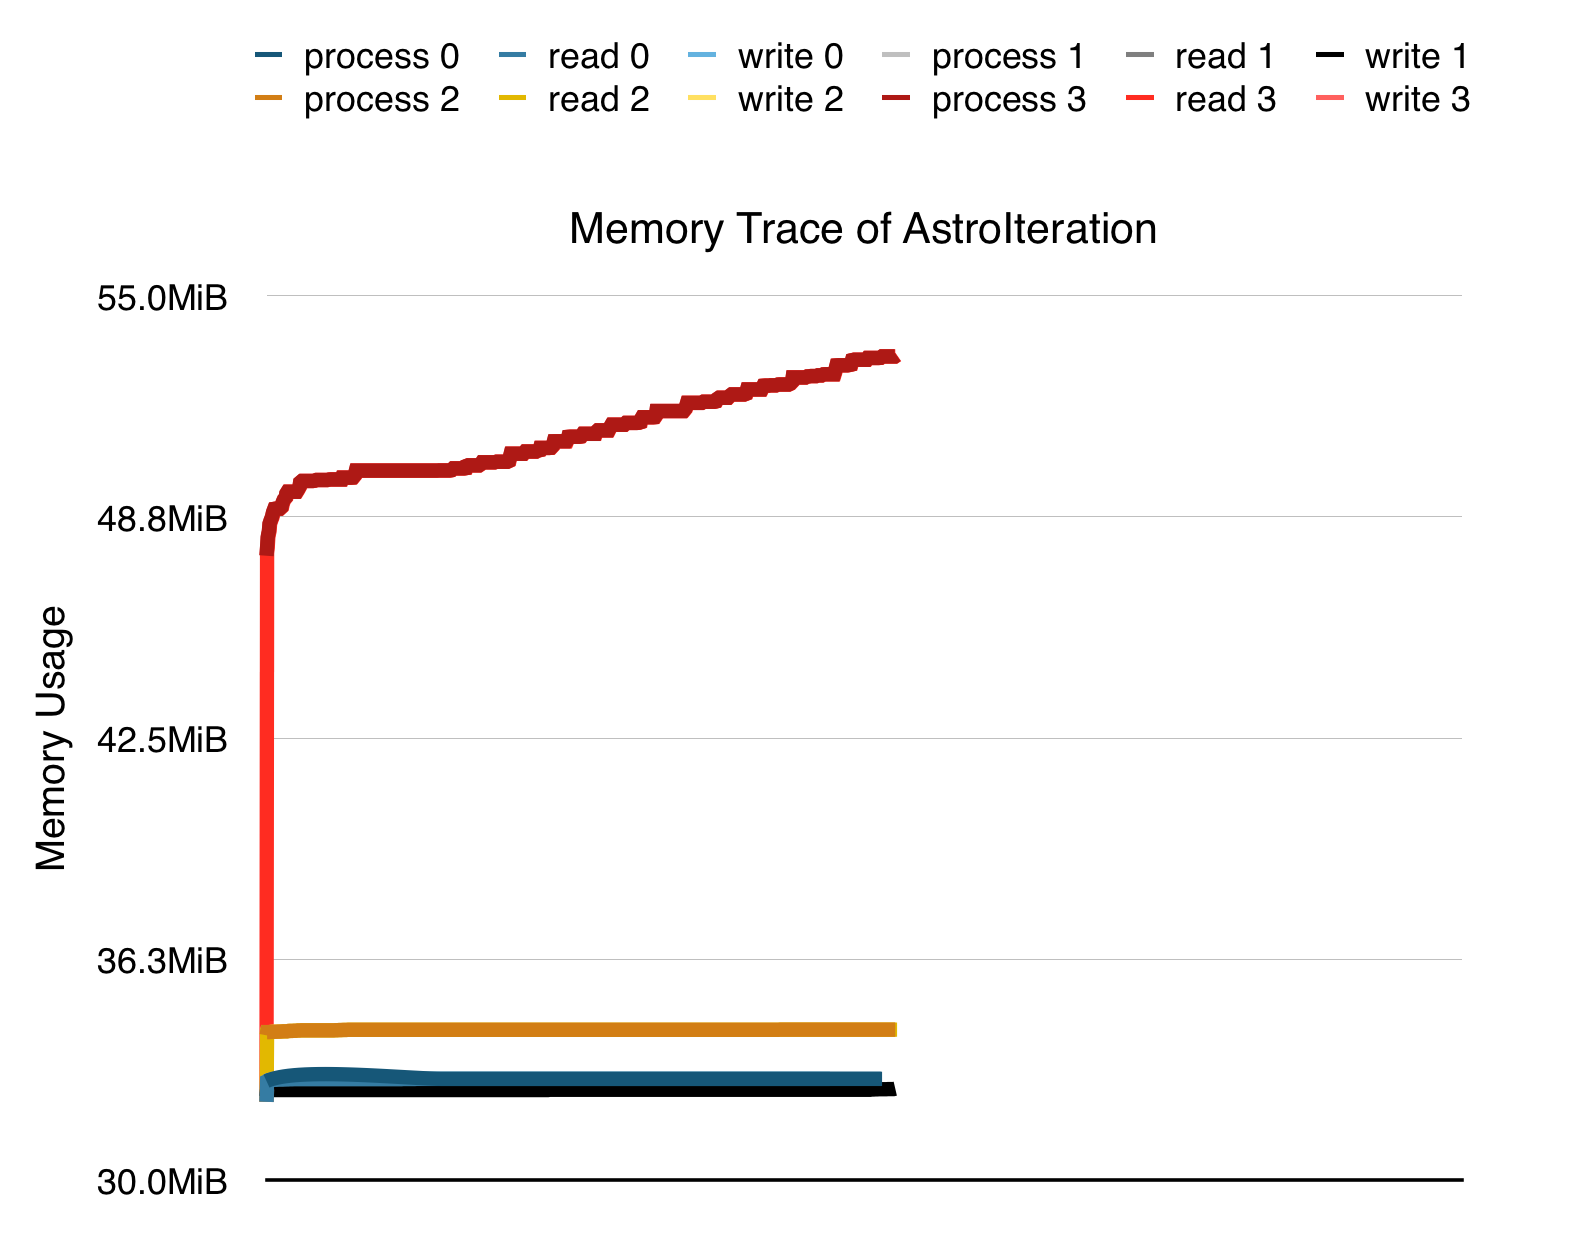 process 0 read 0 write 0 process 1 read 1 write 1
process 2 read 2 write 2 process 3 read 3 write 3
Memory Trace of AstroIteration
55.0MiB
48.8MiB
42.5MiB
36.3MiB
30.0MiB
Memory Usage